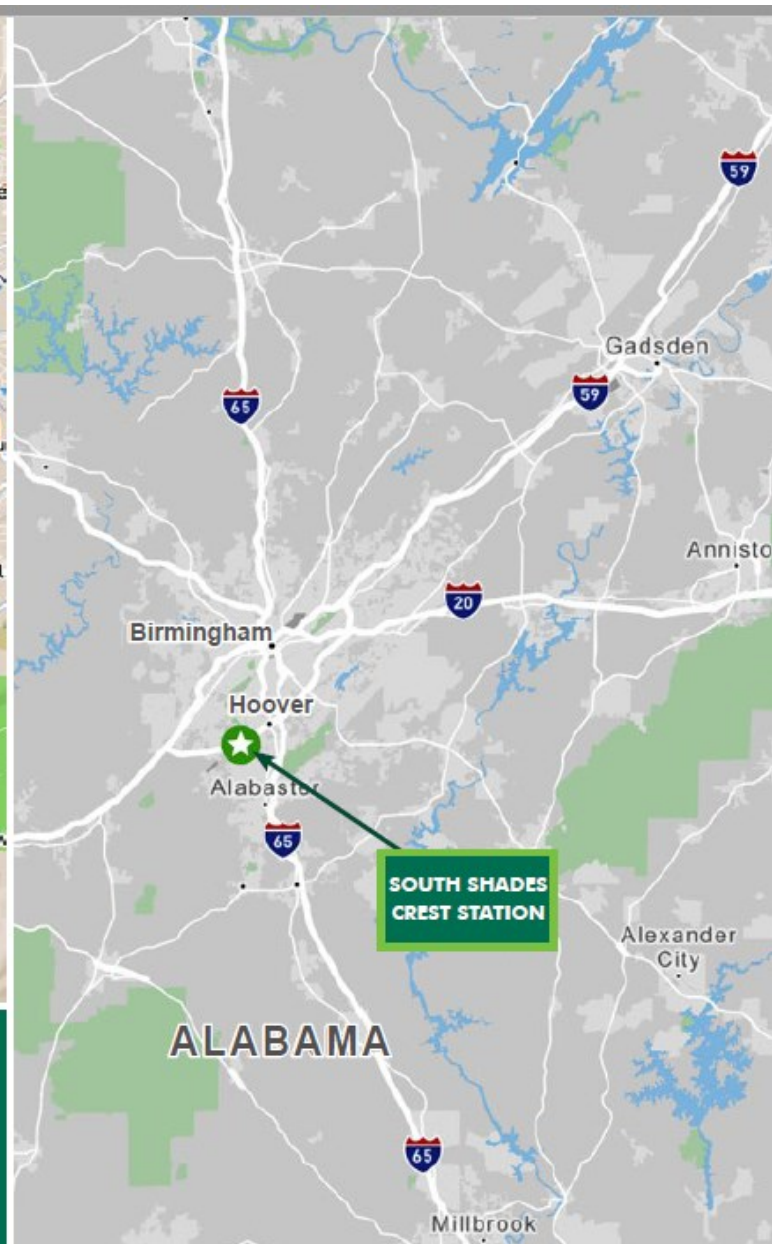 59
Gadsden
59
65
Annisto
20
Birmingham
Hoover
Alabaster
65
SOUTH SHADES
CREST STATION
Alexander
City
ALABAMA
65
Millbrook